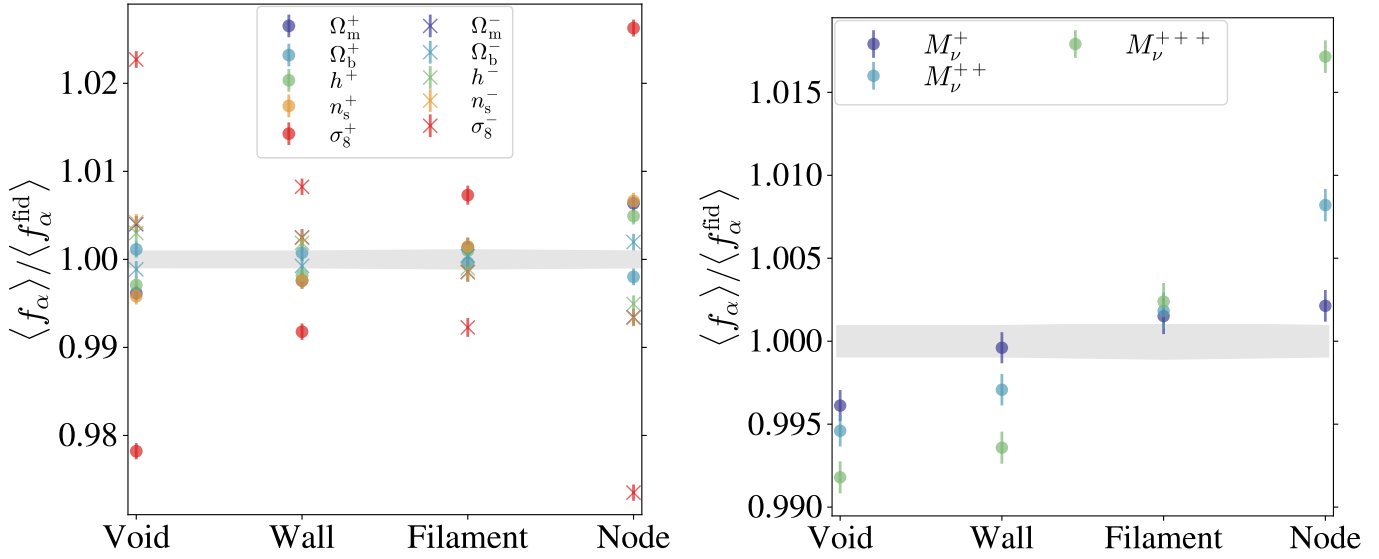 ⟨f_α⟩/⟨f_α^fid⟩
1.02
1.01
1.00
0.99
0.98
Ω_m^+ Ω_m^-
Ω_b^+ Ω_b^-
h^+ h^-
n_s^+ n_s^-
σ_8^+ σ_8^-
Void Wall Filament Node
⟨f_α⟩/⟨f_α^fid⟩
1.015
1.010
1.005
1.000
0.995
0.990
M_ν^+ M_ν^{+++}
M_ν^{++}
Void Wall Filament Node